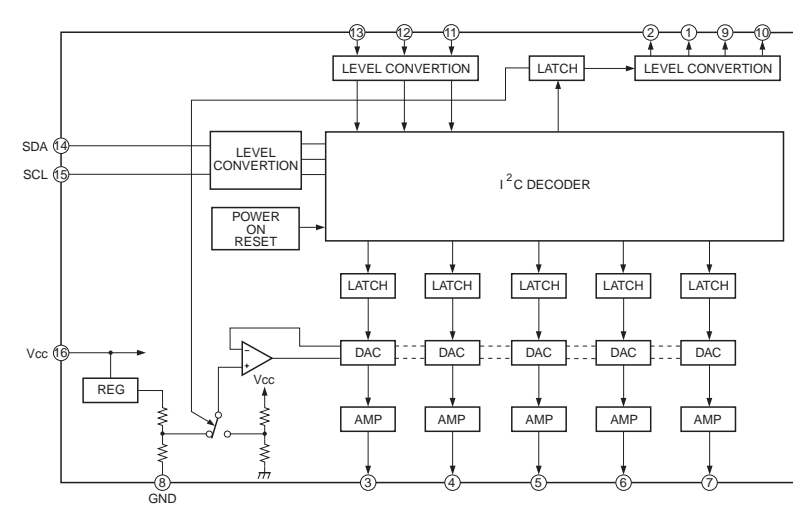 13 12 11 2 1 9 10
LEVEL CONVERTION LATCH LEVEL CONVERTION
SDA 14
SCL 15
LEVEL
CONVERTION
I2C DECODER
POWER
ON
RESET
LATCH LATCH LATCH LATCH LATCH
Vcc 16
− +
DAC DAC DAC DAC DAC
REG
Vcc
AMP AMP AMP AMP AMP
8 3 4 5 6 7
GND